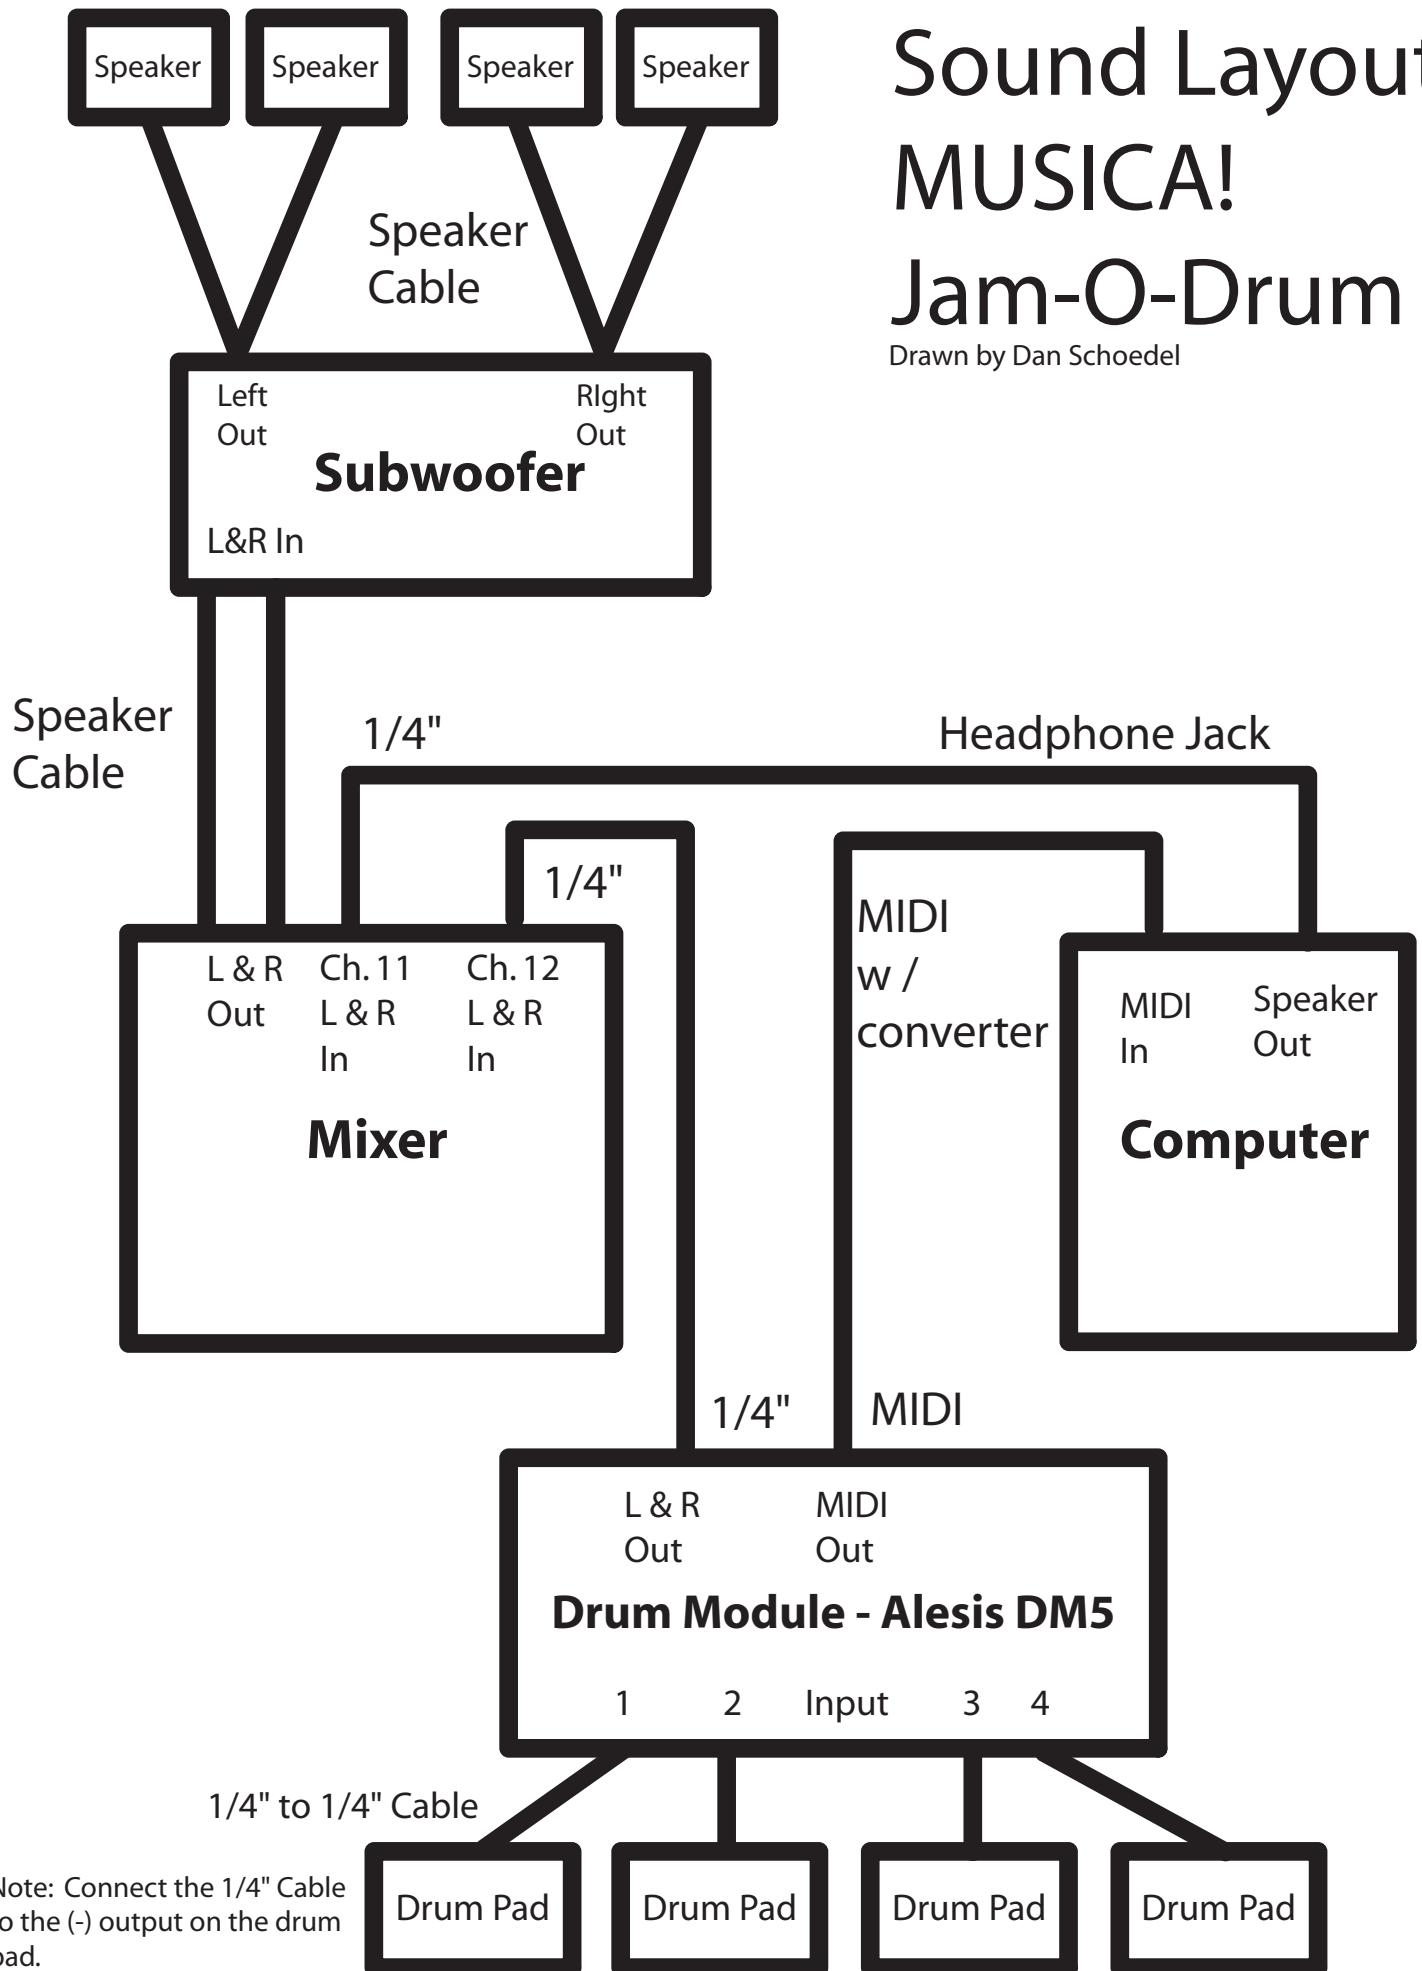 Speaker
Speaker
Speaker
Speaker
Sound Layout
MUSICA!
Jam-O-Drum
Drawn by Dan Schoedel
Speaker
Cable
Left
Out
RIght
Out
Subwoofer
L&R In
Speaker
Cable
1/4"
Headphone Jack
1/4"
MIDI
w /
converter
L & R
Out
Ch. 11
L & R
In
Ch. 12
L & R
In
Mixer
MIDI
In
Speaker
Out
Computer
1/4"
MIDI
L & R
Out
MIDI
Out
Drum Module - Alesis DM5
1 2 Input 3 4
1/4" to 1/4" Cable
Note: Connect the 1/4" Cable
to the (-) output on the drum
pad.
Drum Pad
Drum Pad
Drum Pad
Drum Pad